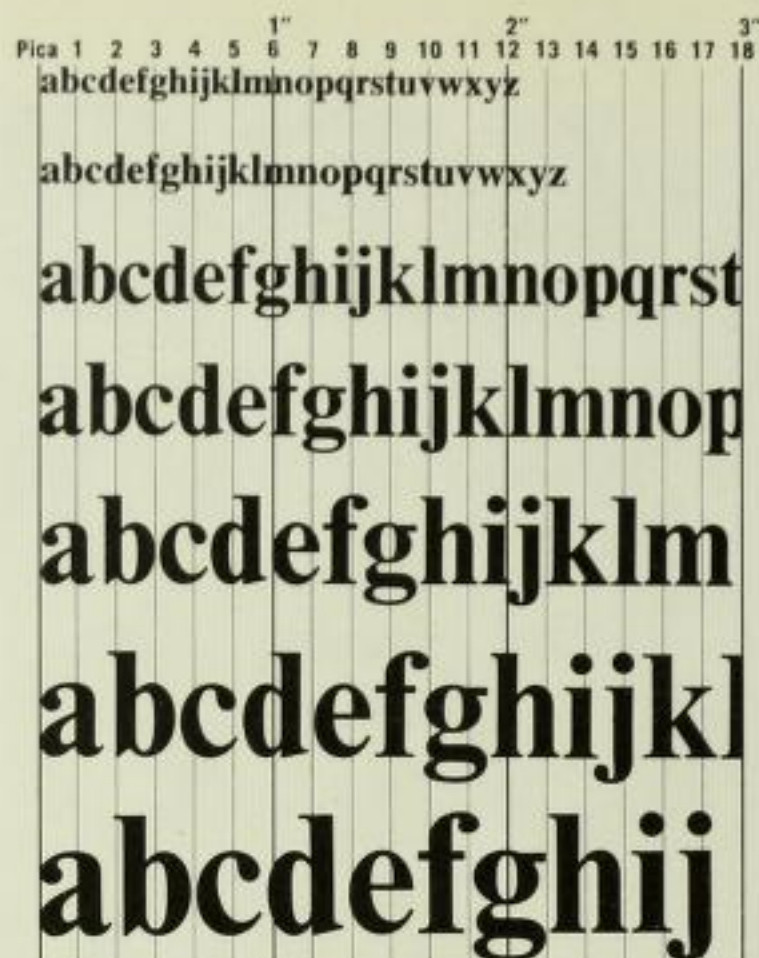 1" 2" 3"
Pica 1 2 3 4 5 6 7 8 9 10 11 12 13 14 15 16 17 18
abcdefghijklmnopqrstuvwxyz
abcdefghijklmnopqrstuvwxyz
abcdefghijklmnopqrst
abcdefghijklmnop
abcdefghijklm
abcdefghijkl
abcdefghij